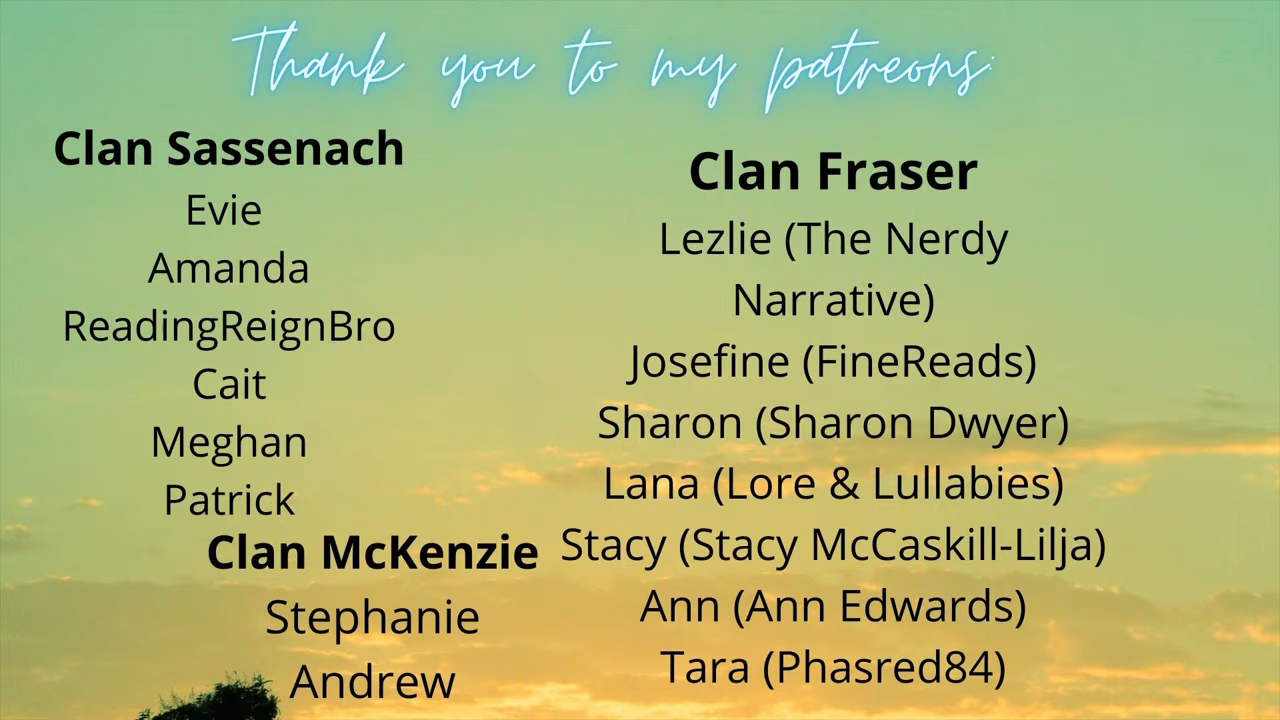 Thank you to my patreons:
Clan Sassenach
Evie
Amanda
ReadingReignBro
Cait
Meghan
Patrick
Clan McKenzie
Stephanie
Andrew
Clan Fraser
Lezlie (The Nerdy
Narrative)
Josefine (FineReads)
Sharon (Sharon Dwyer)
Lana (Lore & Lullabies)
Stacy (Stacy McCaskill-Lilja)
Ann (Ann Edwards)
Tara (Phasred84)